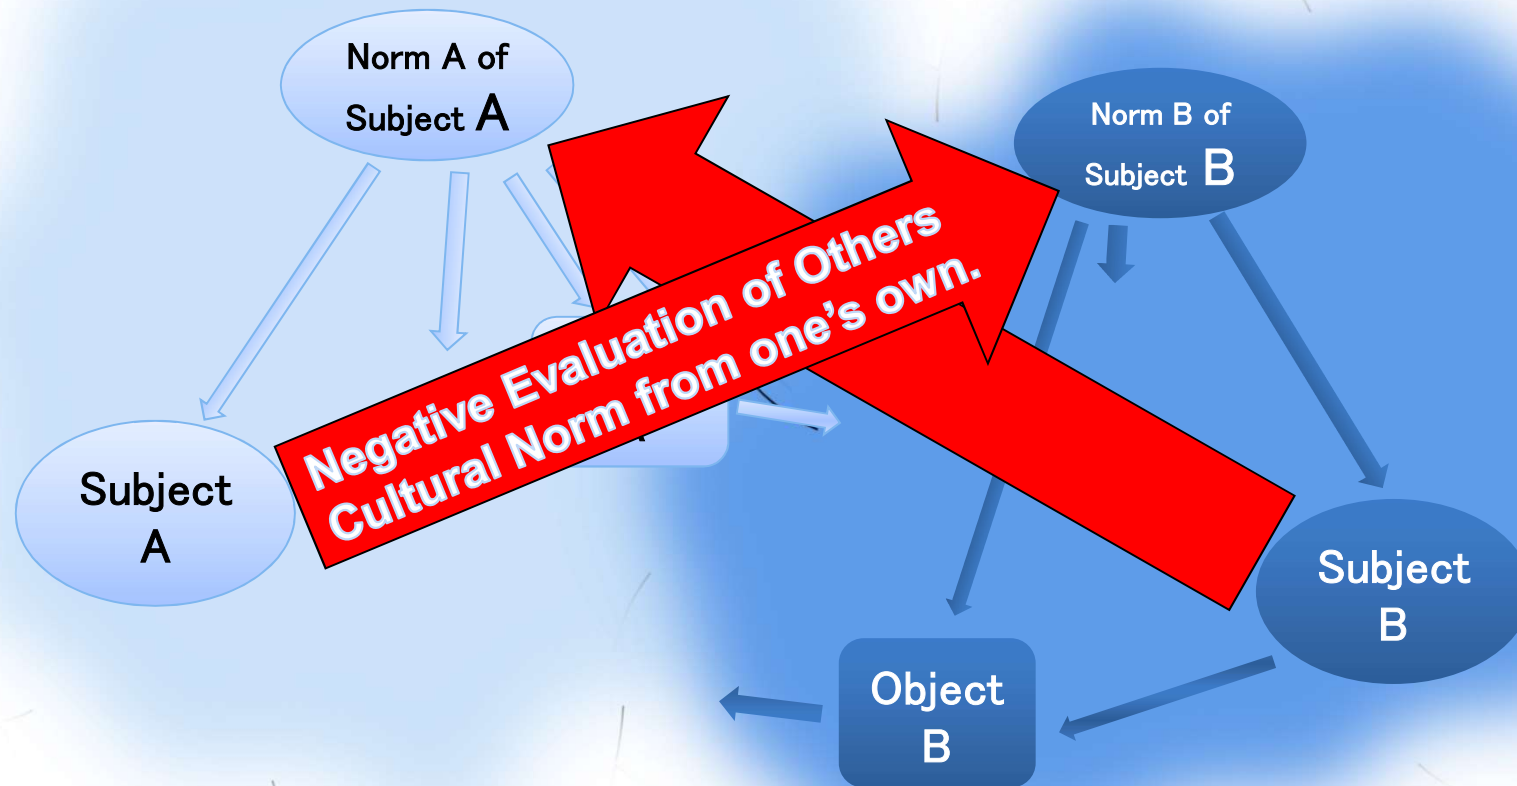 Norm A of
Subject A
Norm B of
Subject B
Negative Evaluation of Others
Cultural Norm from one's own.
Subject
A
Subject
B
Object
B